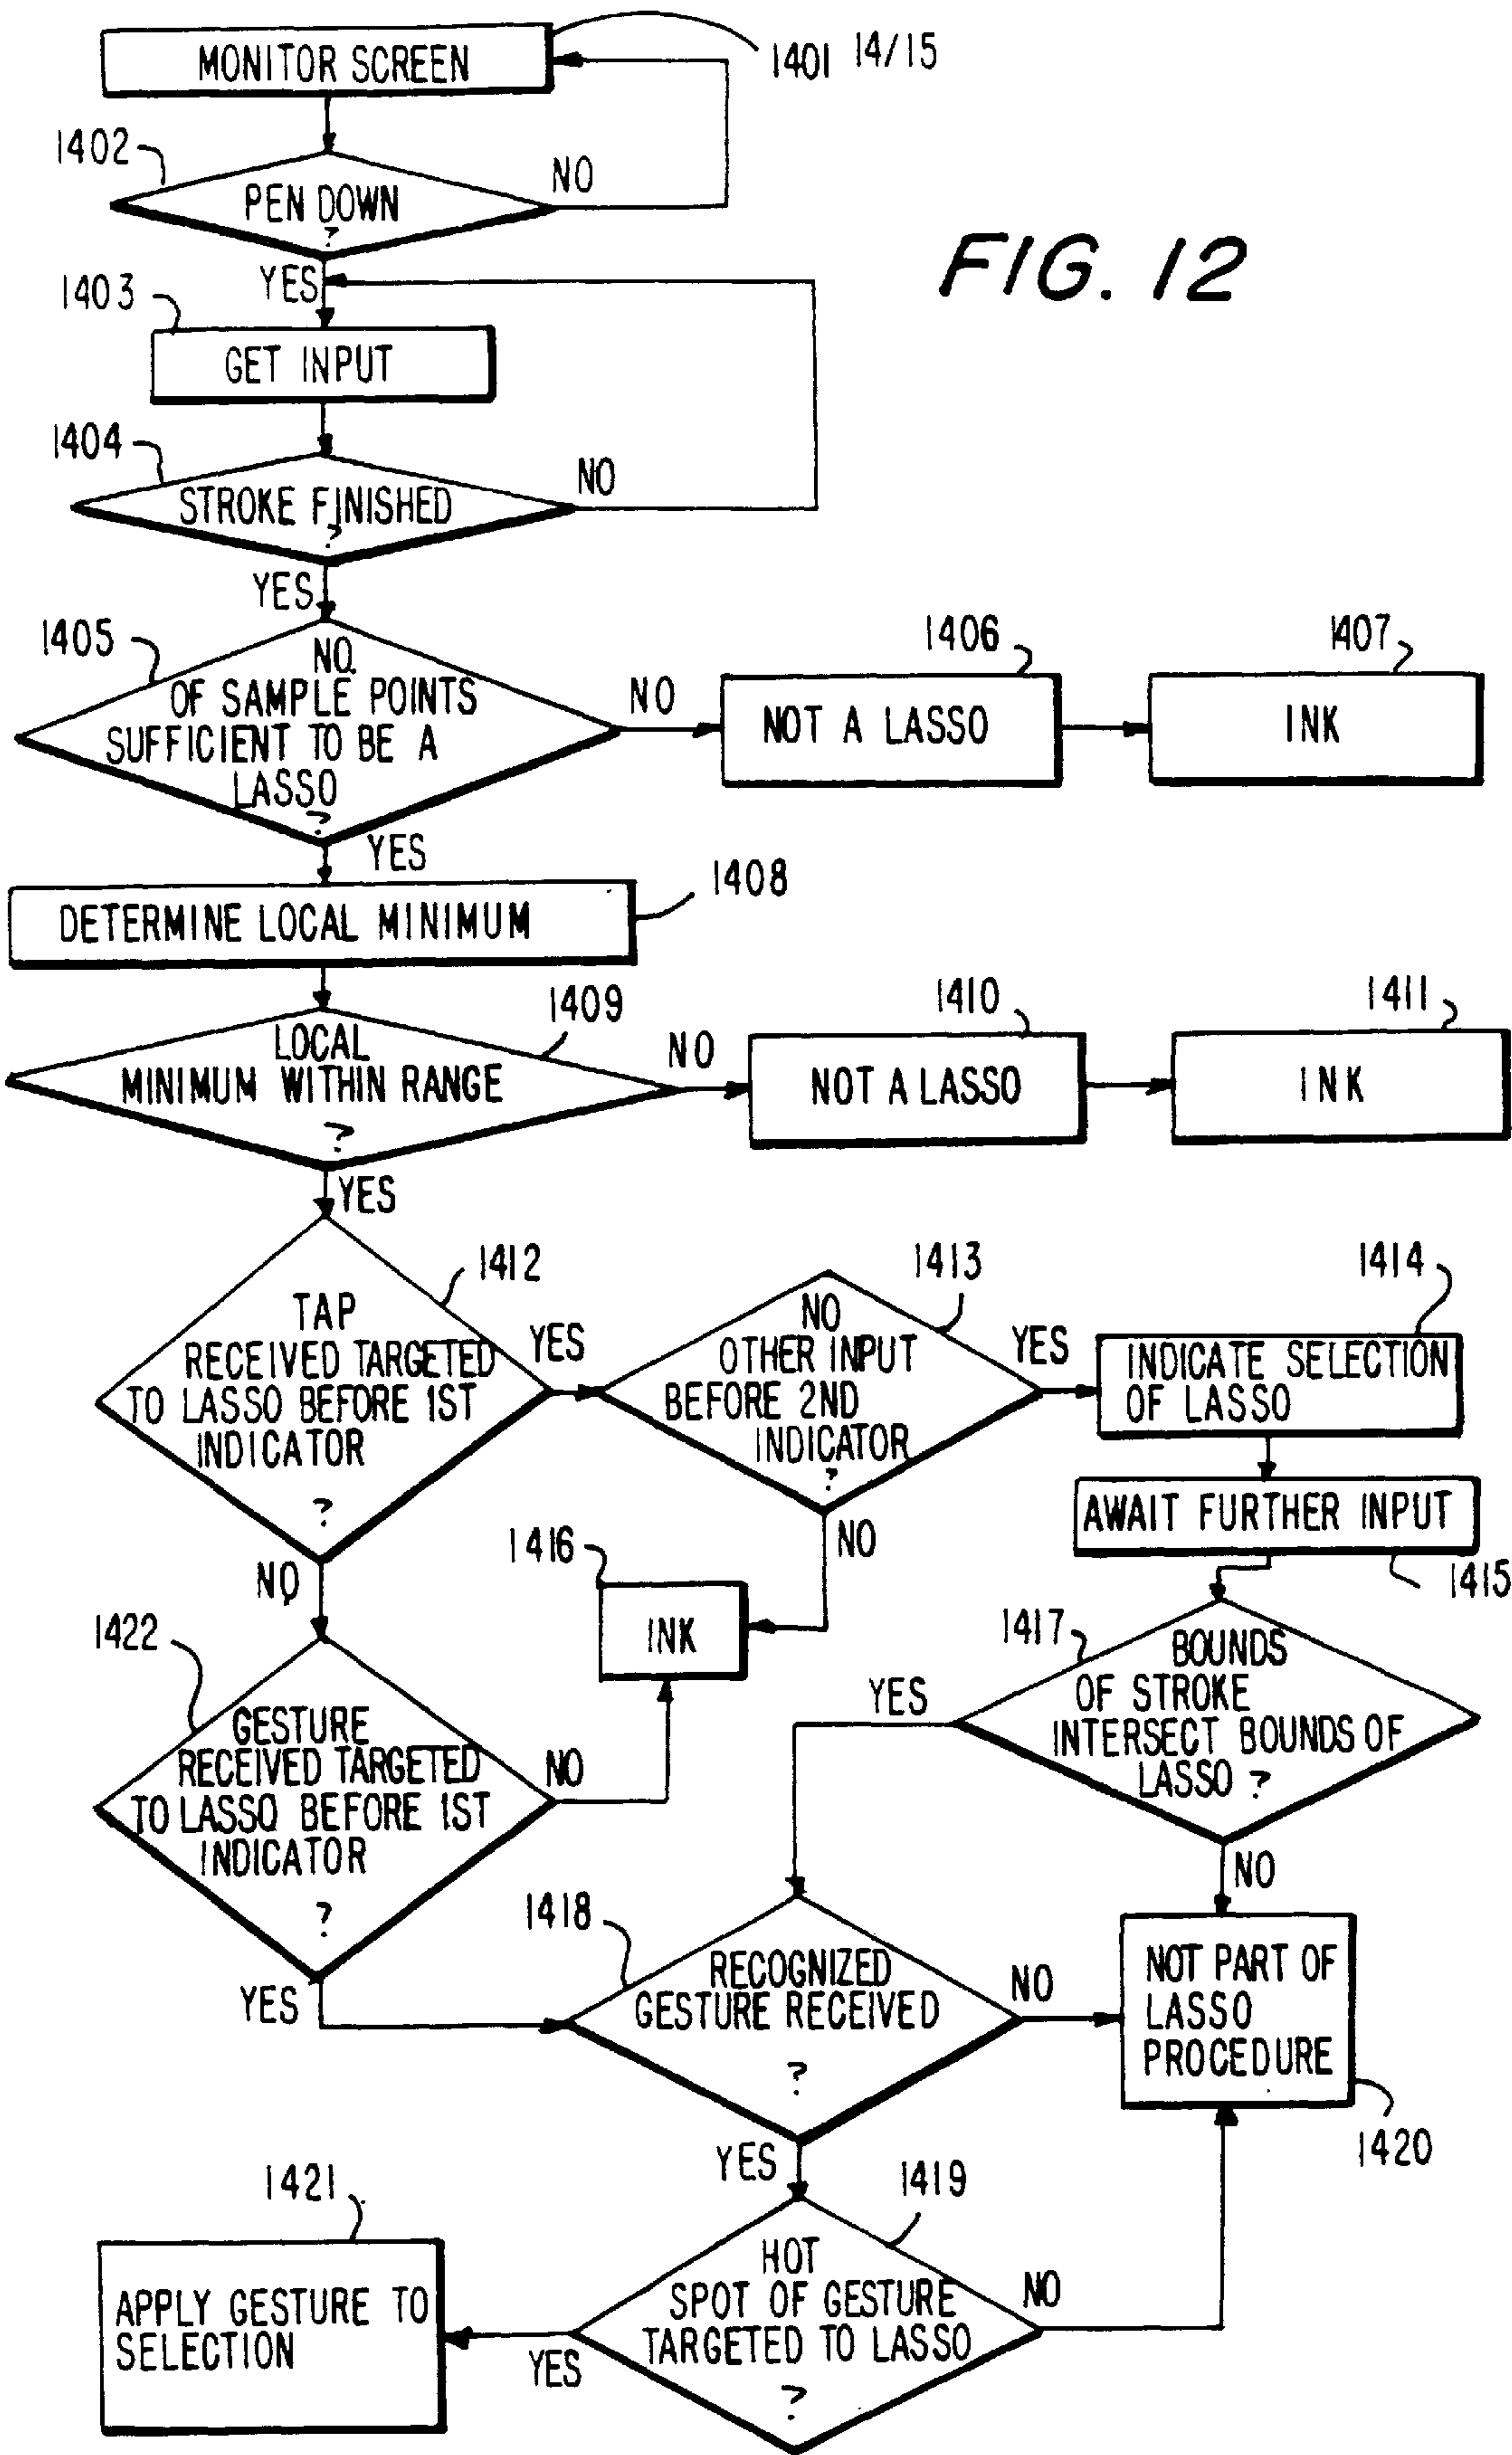 MONITOR SCREEN
1401 14/15
1402
PEN DOWN
?
NO
FIG. 12
YES
1403
GET INPUT
1404
STROKE FINISHED
?
NO
YES
1405
NO.
OF SAMPLE POINTS
SUFFICIENT TO BE A
LASSO
?
NO
1406
NOT A LASSO
1407
INK
YES
1408
DETERMINE LOCAL MINIMUM
1409
LOCAL
MINIMUM WITHIN RANGE
?
NO
1410
NOT A LASSO
1411
INK
YES
1412
TAP
RECEIVED TARGETED
TO LASSO BEFORE 1ST
INDICATOR
?
YES
1413
NO
OTHER INPUT
BEFORE 2ND
INDICATOR
?
YES
1414
INDICATE SELECTION
OF LASSO
AWAIT FURTHER INPUT
1415
NO
1416
INK
NO
1422
GESTURE
RECEIVED TARGETED
TO LASSO BEFORE 1ST
INDICATOR
?
NO
1417
BOUNDS
OF STROKE
INTERSECT BOUNDS OF
LASSO ?
YES
NO
YES
1418
RECOGNIZED
GESTURE RECEIVED
?
NO
NOT PART OF
LASSO
PROCEDURE
1420
YES
1419
HOT
SPOT OF GESTURE
TARGETED TO LASSO
?
NO
YES
1421
APPLY GESTURE TO
SELECTION